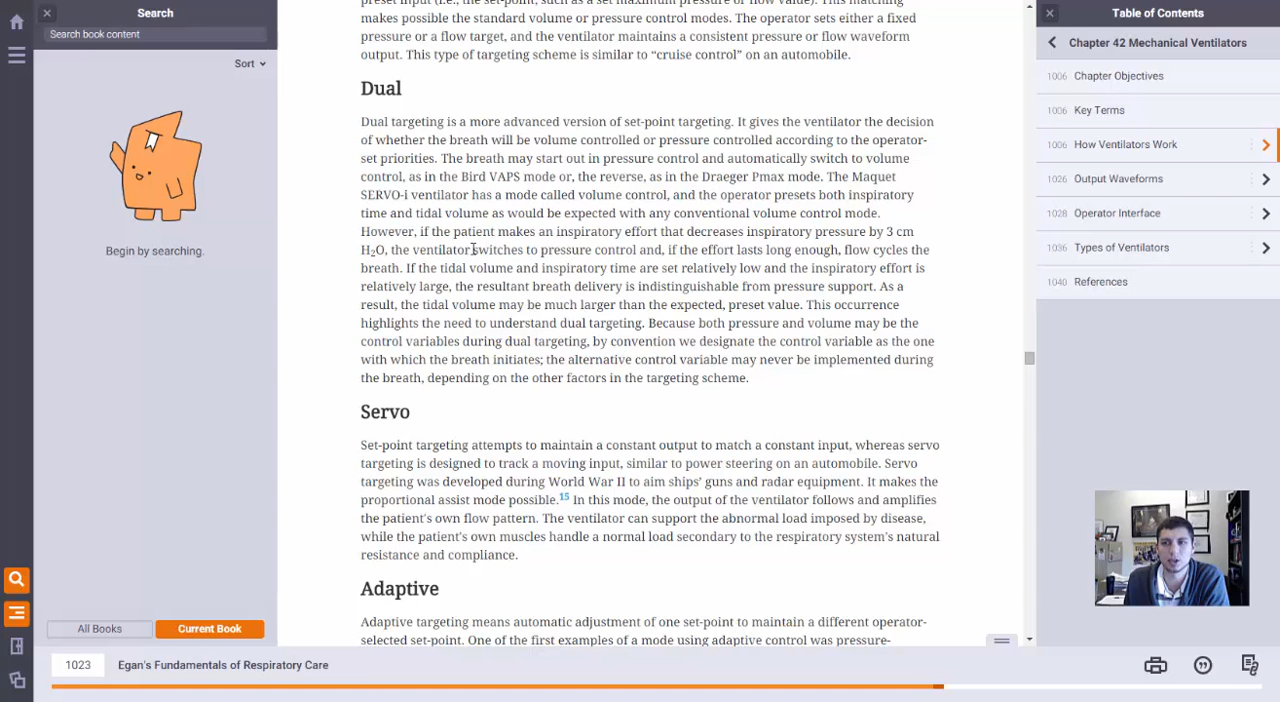 Search
Search book content
Sort
Begin by searching.
All Books
Current Book
preset input (i.e., the set-point, such as a set maximum pressure or flow value). This matching
makes possible the standard volume or pressure control modes. The operator sets either a fixed
pressure or a flow target, and the ventilator maintains a consistent pressure or flow waveform
output. This type of targeting scheme is similar to “cruise control” on an automobile.
Dual
Dual targeting is a more advanced version of set-point targeting. It gives the ventilator the decision
of whether the breath will be volume controlled or pressure controlled according to the operator-
set priorities. The breath may start out in pressure control and automatically switch to volume
control, as in the Bird VAPS mode or, the reverse, as in the Draeger Pmax mode. The Maquet
SERVO-i ventilator has a mode called volume control, and the operator presets both inspiratory
time and tidal volume as would be expected with any conventional volume control mode.
However, if the patient makes an inspiratory effort that decreases inspiratory pressure by 3 cm
H₂O, the ventilator switches to pressure control and, if the effort lasts long enough, flow cycles the
breath. If the tidal volume and inspiratory time are set relatively low and the inspiratory effort is
relatively large, the resultant breath delivery is indistinguishable from pressure support. As a
result, the tidal volume may be much larger than the expected, preset value. This occurrence
highlights the need to understand dual targeting. Because both pressure and volume may be the
control variables during dual targeting, by convention we designate the control variable as the one
with which the breath initiates; the alternative control variable may never be implemented during
the breath, depending on the other factors in the targeting scheme.
Servo
Set-point targeting attempts to maintain a constant output to match a constant input, whereas servo
targeting is designed to track a moving input, similar to power steering on an automobile. Servo
targeting was developed during World War II to aim ships’ guns and radar equipment. It makes the
proportional assist mode possible.15 In this mode, the output of the ventilator follows and amplifies
the patient's own flow pattern. The ventilator can support the abnormal load imposed by disease,
while the patient's own muscles handle a normal load secondary to the respiratory system's natural
resistance and compliance.
Adaptive
Adaptive targeting means automatic adjustment of one set-point to maintain a different operator-
selected set-point. One of the first examples of a mode using adaptive control was pressure-
Table of Contents
Chapter 42 Mechanical Ventilators
1006 Chapter Objectives
1006 Key Terms
1006 How Ventilators Work
1026 Output Waveforms
1028 Operator Interface
1036 Types of Ventilators
1040 References
1023 Egan's Fundamentals of Respiratory Care